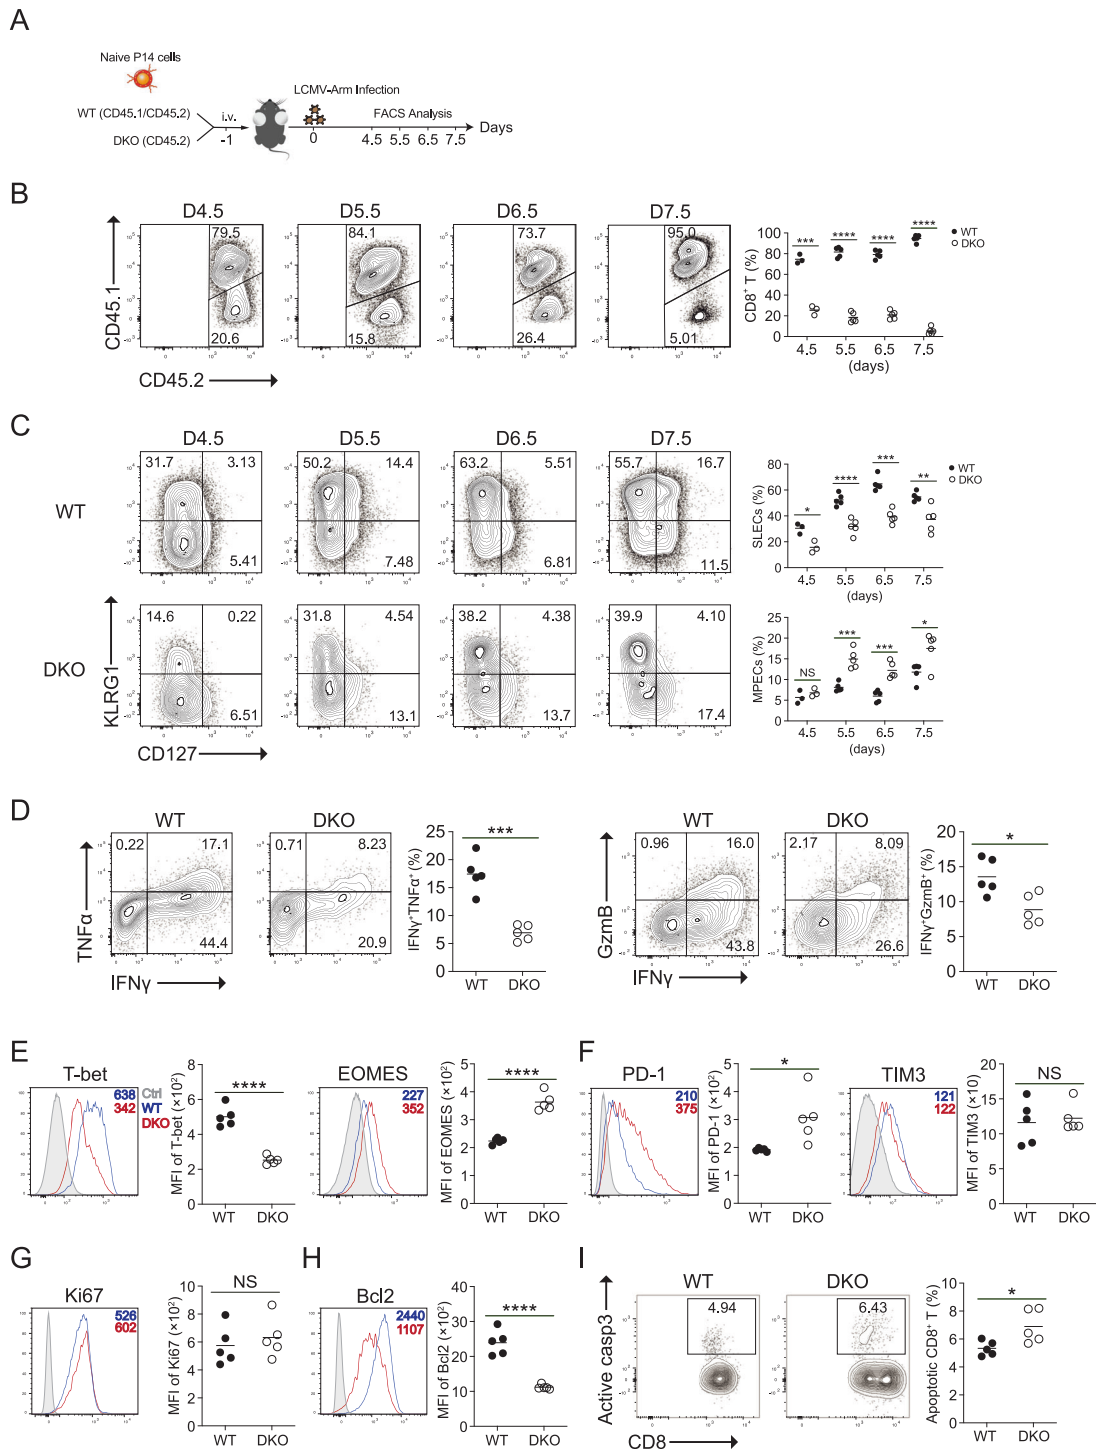 A
Naive P14 cells
WT (CD45.1/CD45.2)
DKO (CD45.2)
i.v.
-1
LCMV-Arm Infection
0
FACS Analysis
4.5 5.5 6.5 7.5
Days
B
D4.5 D5.5 D6.5 D7.5
79.5 84.1 73.7 95.0
20.6 15.8 26.4 5.01
CD45.1
CD45.2
CD8⁺ T (%)
100
80
60
40
20
0
*** **** **** ****
WT
DKO
4.5 5.5 6.5 7.5
(days)
C
D4.5 D5.5 D6.5 D7.5
WT
31.7 3.13 50.2 14.4 63.2 5.51 55.7 16.7
5.41 7.48 6.81 11.5
DKO
14.6 0.22 31.8 4.54 38.2 4.38 39.9 4.10
6.51 13.1 13.7 17.4
KLRG1
CD127
SLECs (%)
80
60
40
20
0
* **** *** **
WT
DKO
4.5 5.5 6.5 7.5
(days)
MPECs (%)
25
20
15
10
5
0
NS *** *** *
WT
DKO
4.5 5.5 6.5 7.5
(days)
D
WT DKO
0.22 17.1 0.71 8.23
44.4 20.9
TNFα
IFNγ
IFNγ⁺TNFα⁺ (%)
25
20
15
10
5
0
***
WT DKO
WT DKO
0.96 16.0 2.17 8.09
43.8 26.6
GzmB
IFNγ
IFNγ⁺GzmB⁺ (%)
20
15
10
5
0
*
WT DKO
E
T-bet
Ctrl
638 WT
342 DKO
MFI of T-bet (×10²)
8
6
4
2
0
****
WT DKO
EOMES
227
352
MFI of EOMES (×10²)
5
4
3
2
1
0
****
WT DKO
F
PD-1
210
375
MFI of PD-1 (×10²)
5
4
3
2
1
0
*
WT DKO
TIM3
121
122
MFI of TIM3 (×10)
20
15
10
5
0
NS
WT DKO
G
Ki67
526
602
MFI of Ki67 (×10²)
10
8
6
4
2
0
NS
WT DKO
H
Bcl2
2440
1107
MFI of Bcl2 (×10²)
40
30
20
10
0
****
WT DKO
I
WT DKO
4.94 6.43
Active casp3
CD8
Apoptotic CD8⁺ T (%)
10
8
6
4
2
0
*
WT DKO